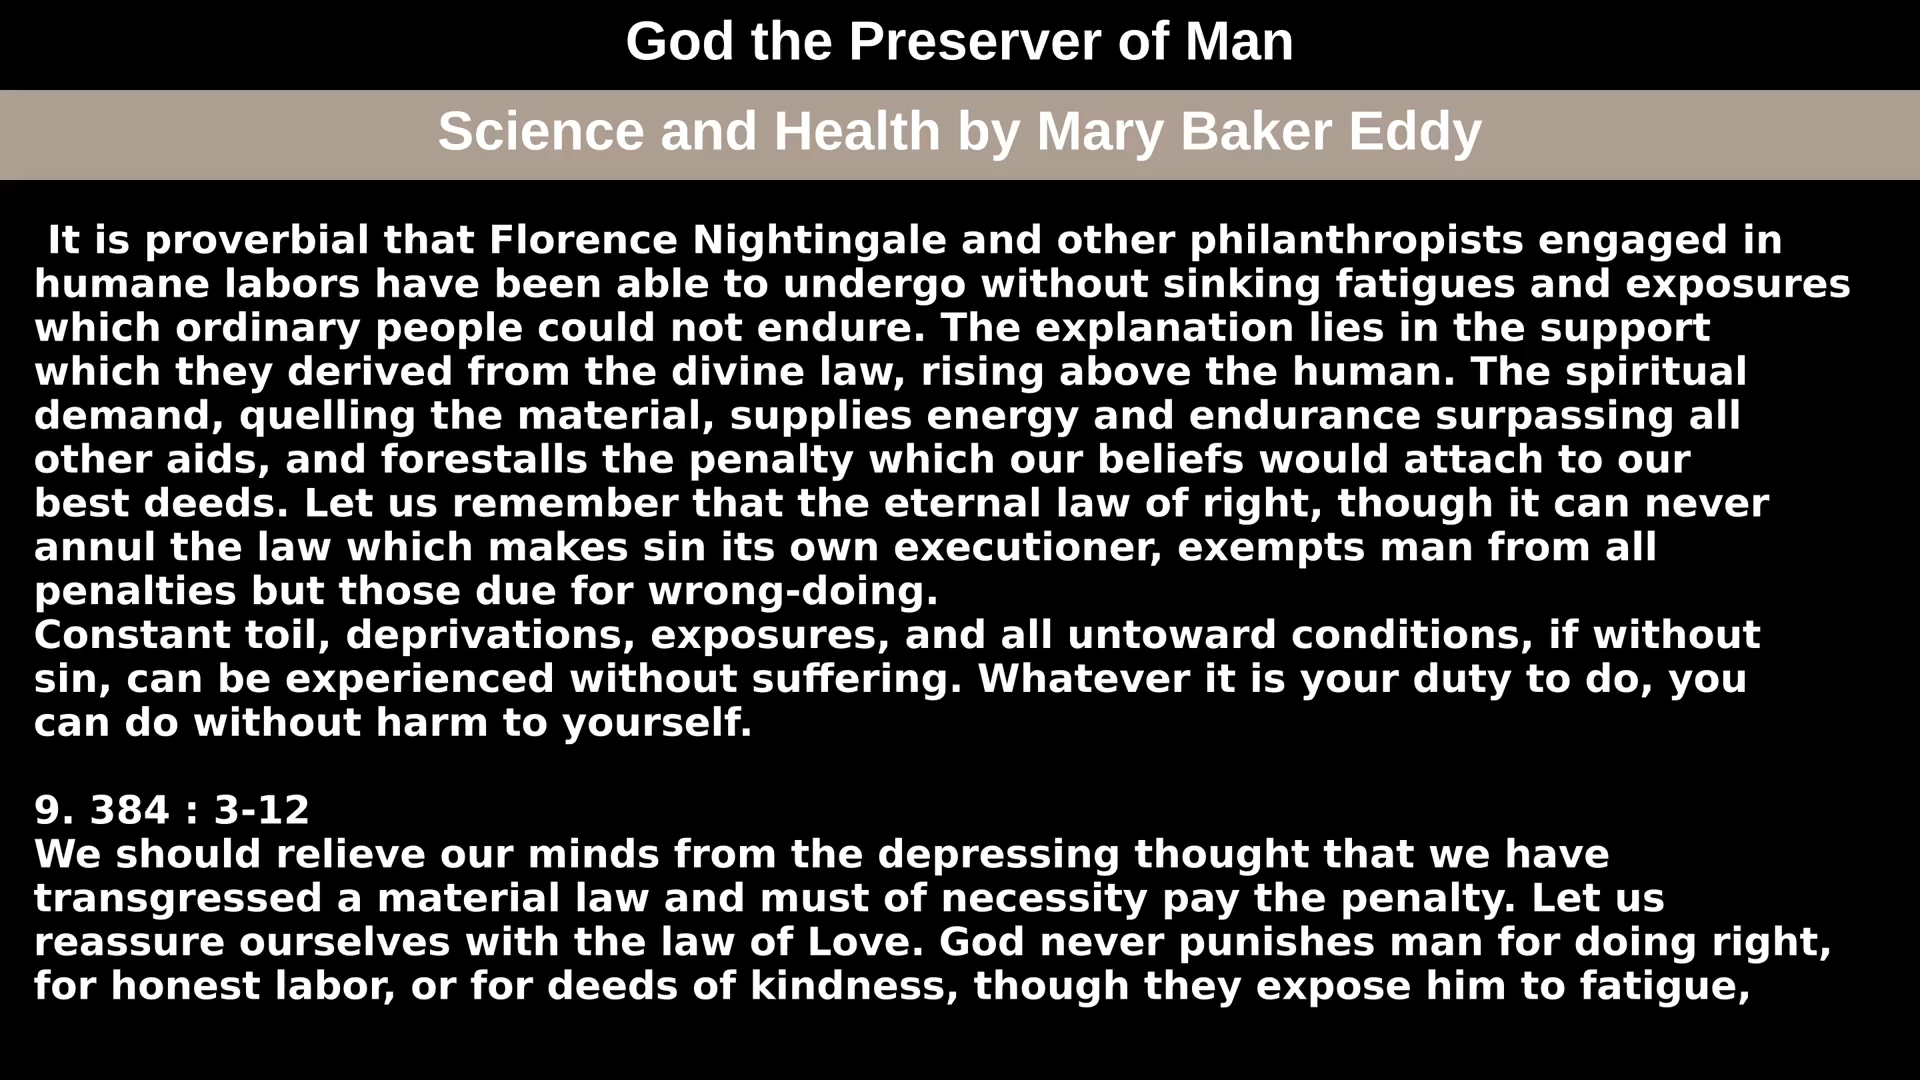 God the Preserver of Man
Science and Health by Mary Baker Eddy
It is proverbial that Florence Nightingale and other philanthropists engaged in
humane labors have been able to undergo without sinking fatigues and exposures
which ordinary people could not endure. The explanation lies in the support
which they derived from the divine law, rising above the human. The spiritual
demand, quelling the material, supplies energy and endurance surpassing all
other aids, and forestalls the penalty which our beliefs would attach to our
best deeds. Let us remember that the eternal law of right, though it can never
annul the law which makes sin its own executioner, exempts man from all
penalties but those due for wrong-doing.
Constant toil, deprivations, exposures, and all untoward conditions, if without
sin, can be experienced without suffering. Whatever it is your duty to do, you
can do without harm to yourself.
9. 384 : 3-12
We should relieve our minds from the depressing thought that we have
transgressed a material law and must of necessity pay the penalty. Let us
reassure ourselves with the law of Love. God never punishes man for doing right,
for honest labor, or for deeds of kindness, though they expose him to fatigue,